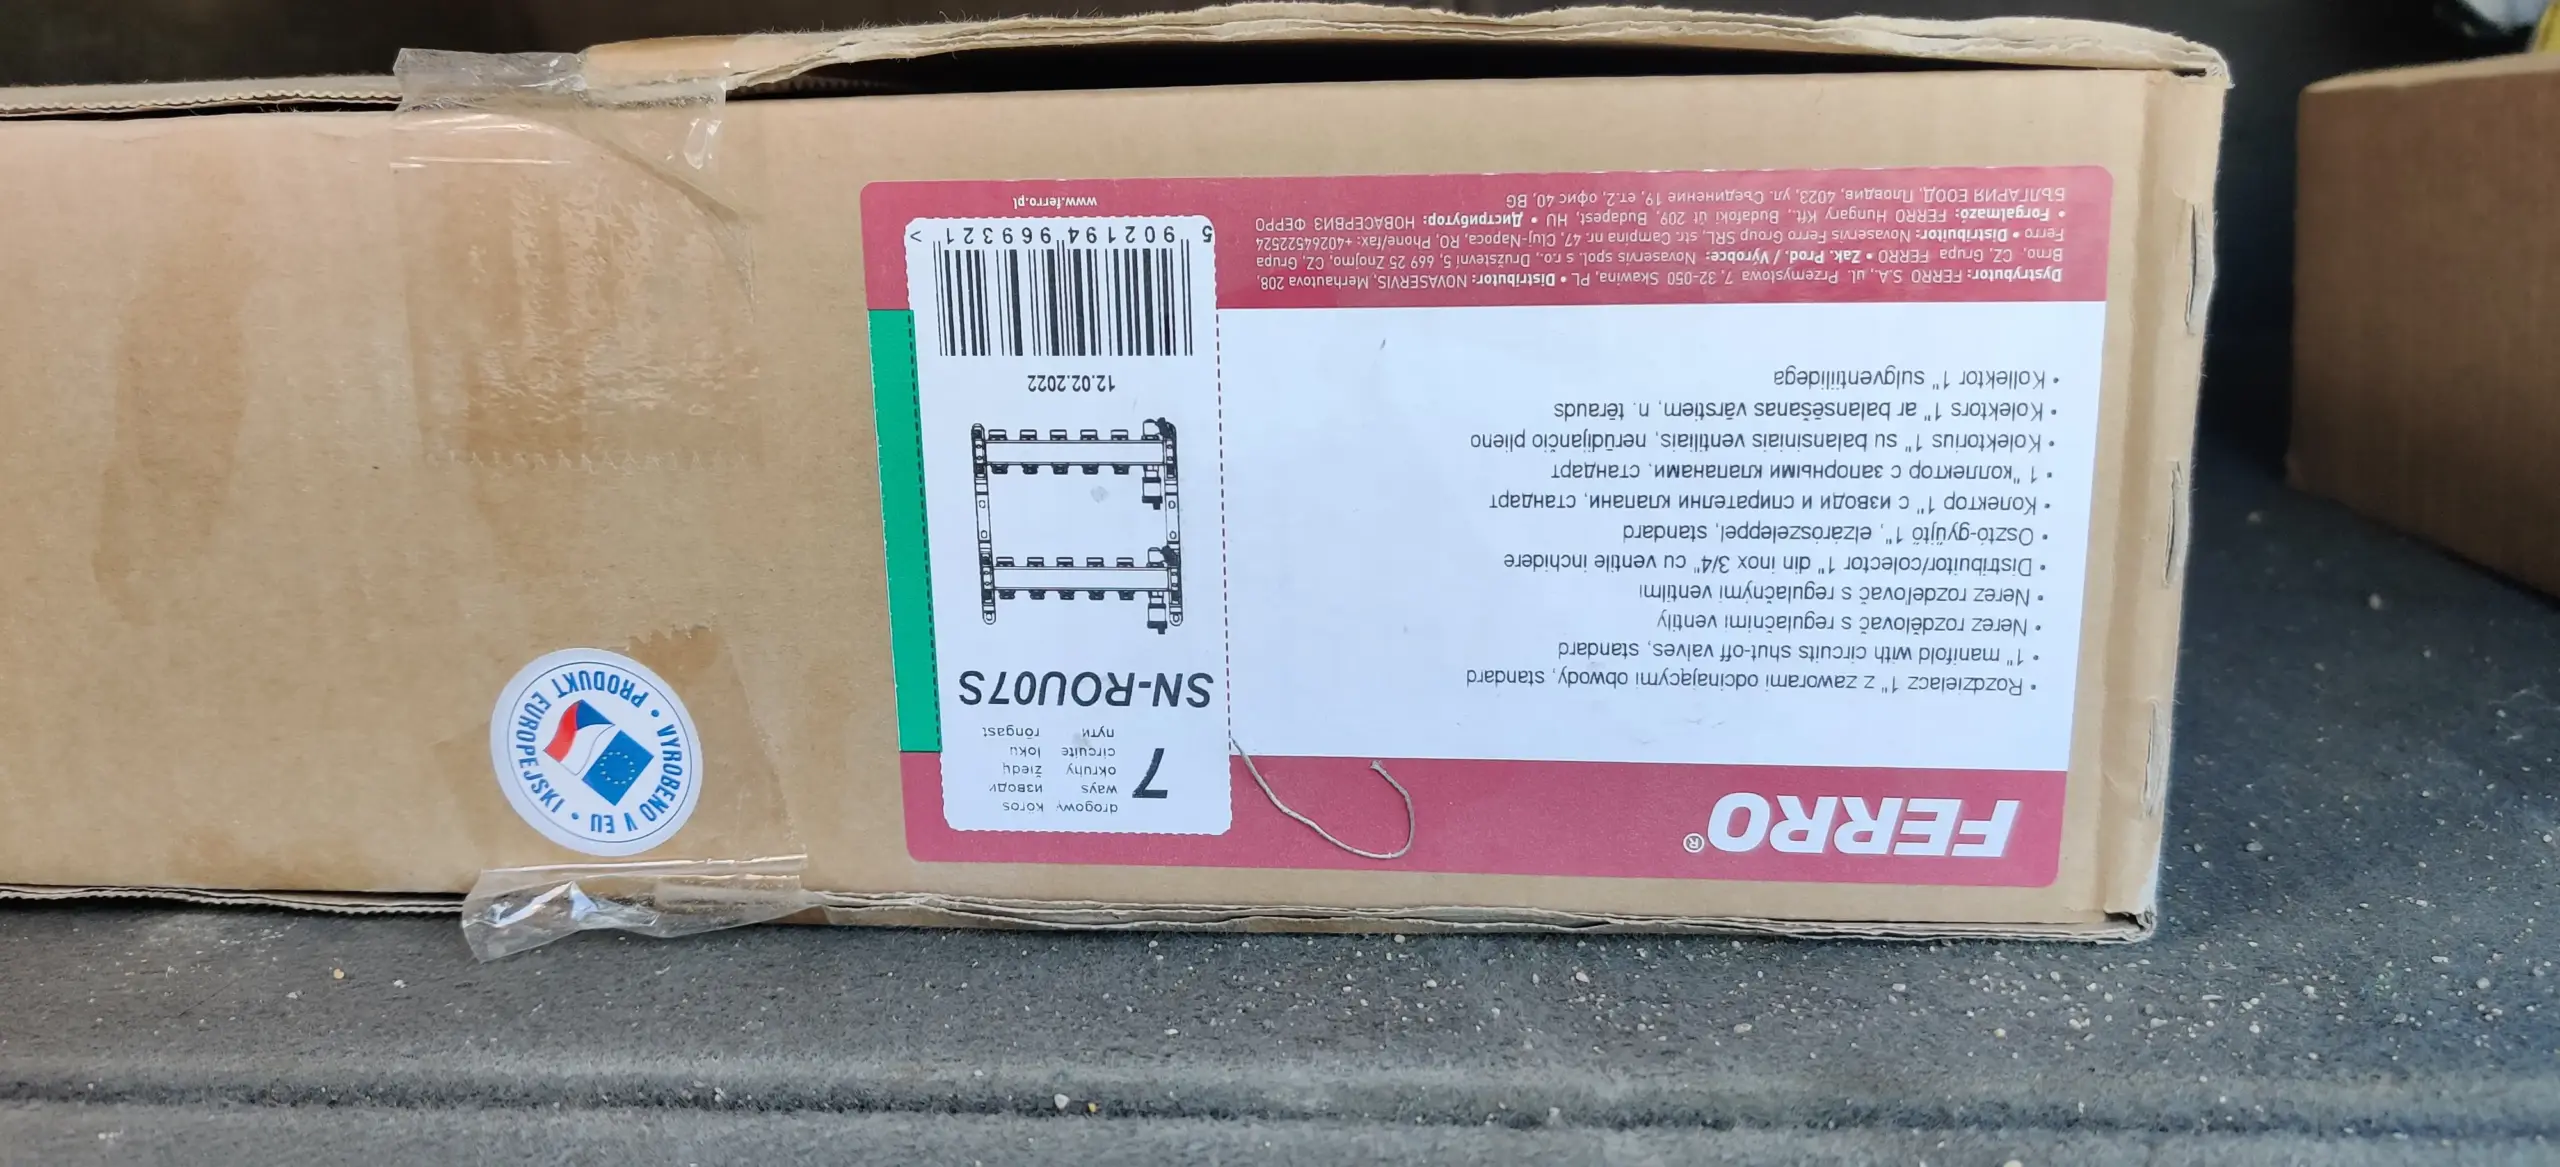 FERRO®
7
drogowy
ways
okruhy
circuite
пути
körös
изводи
žiedų
loku
rõngast
SN-ROU07S
12.02.2022
5 902194 969321 >
www.ferro.pl
• Rozdzielacz 1" z zaworami odcinającymi obwody, standard
• 1" manifold with circuits shut-off valves, standard
• Nerez rozdělovač s regulačními ventily
• Nerez rozdeľovač s regulačnými ventilmi
• Distribuitor/colector 1" din inox 3/4" cu ventile inchidere
• Osztó-gyűjtő 1", elzárószeleppel, standard
• Колектор 1" с изводи и спирателни клапани, стандарт
• 1 "коллектор с запорными клапанами, стандарт
• Kolektorius 1" su balansiniais ventiliais, nerūdijančio plieno
• Kolektors 1" ar balansēšanas vārstiem, n. tērauds
• Kollektor 1" sulgventiilidega
Dystrybutor: FERRO S.A., ul. Przemysłowa 7, 32-050 Skawina, PL • Distributor: NOVASERVIS, Merhautova 208,
Brno, CZ, Grupa FERRO • Zak. Prod. / Výrobce: Novaservis spol. s r.o., Družstevní 5, 669 25 Znojmo, CZ, Grupa
Ferro • Distribuitor: Novaservis Ferro Group SRL, str. Campina nr. 47, Cluj-Napoca, RO, Phone/fax: +40264522524
• Forgalmazó: FERRO Hungary Kft., Budafoki út 209, Budapest, HU • Дистрибутор: НОВАСЕРВИЗ ФЕРРО
БЪЛГАРИЯ ЕООД, Пловдив, 4023, ул. Съединение 19, ет.2, офис 40, BG
VYROBENO V EU • PRODUKT EVROPEJSKI •